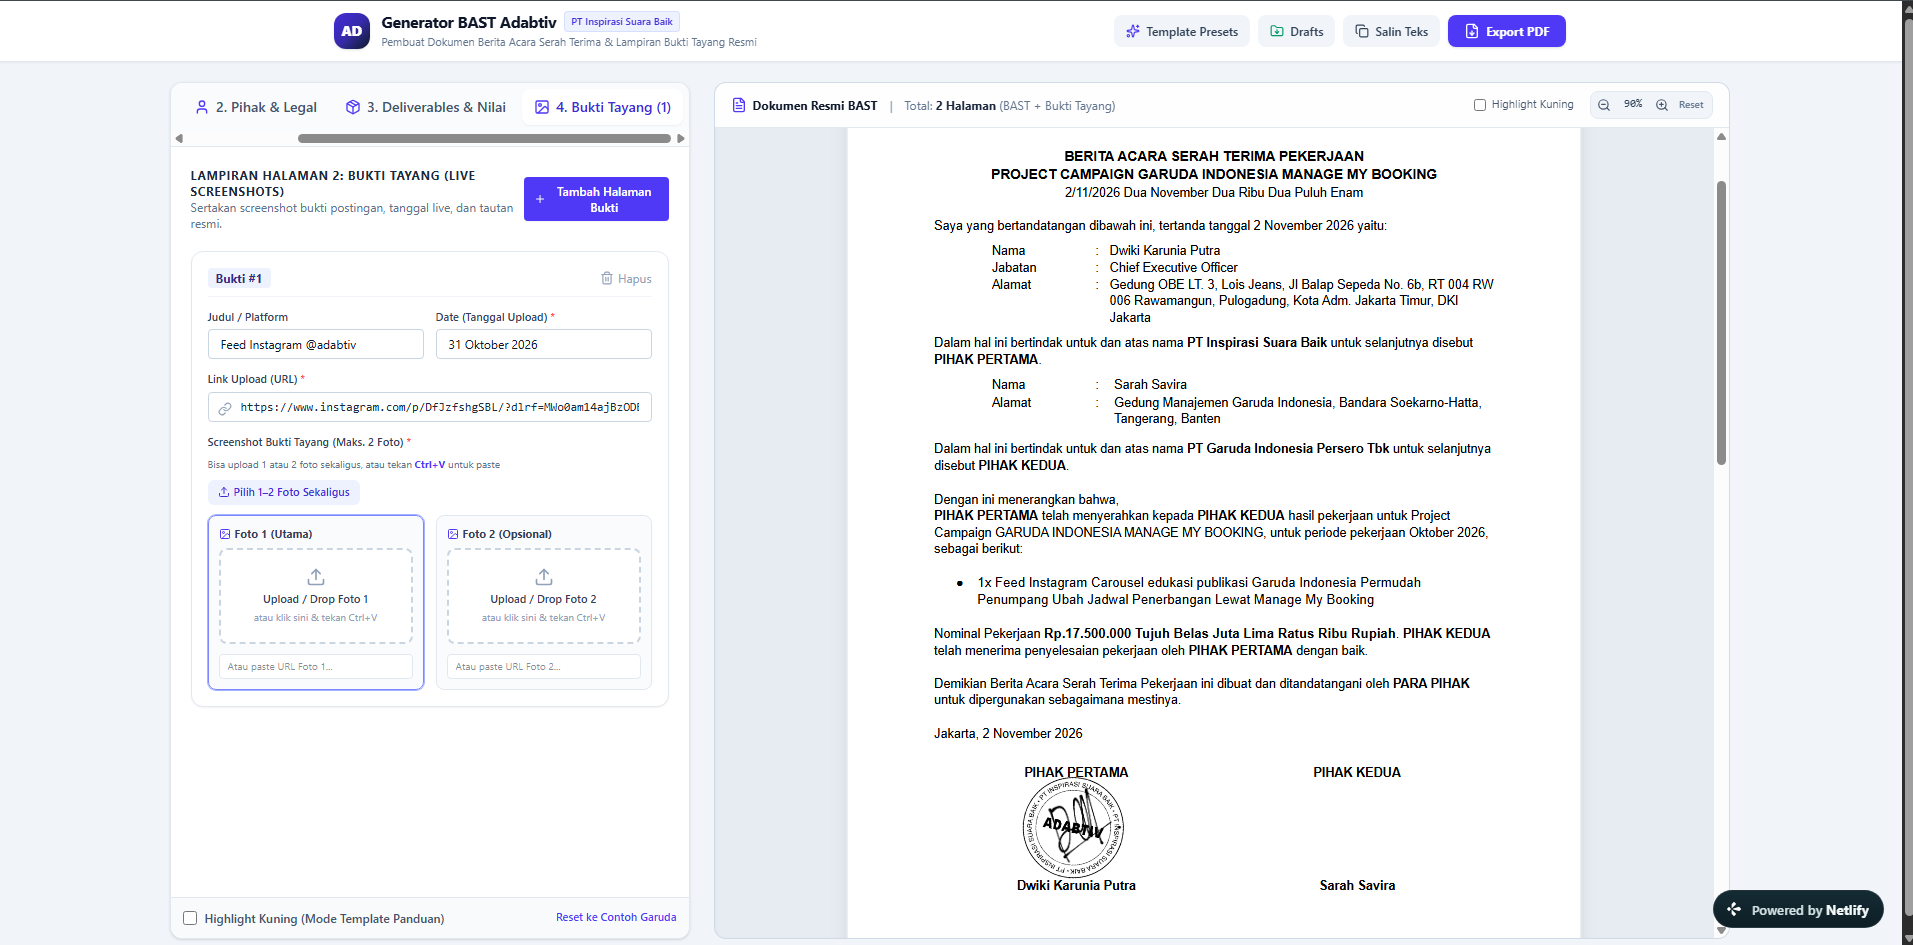 AD
Generator BAST Adabtiv
PT Inspirasi Suara Baik
Pembuat Dokumen Berita Acara Serah Terima & Lampiran Bukti Tayang Resmi
Template Presets
Drafts
Salin Teks
Export PDF
2. Pihak & Legal
3. Deliverables & Nilai
4. Bukti Tayang (1)
LAMPIRAN HALAMAN 2: BUKTI TAYANG (LIVE
SCREENSHOTS)
Sertakan screenshot bukti postingan, tanggal live, dan tautan
resmi.
+ Tambah Halaman
Bukti
Bukti #1
Hapus
Judul / Platform
Date (Tanggal Upload) *
Feed Instagram @adabtiv
31 Oktober 2026
Link Upload (URL) *
https://www.instagram.com/p/DfJzfshgSBL/?dlrf=MWo0am14ajBzODE
Screenshot Bukti Tayang (Maks. 2 Foto) *
Bisa upload 1 atau 2 foto sekaligus, atau tekan Ctrl+V untuk paste
Pilih 1–2 Foto Sekaligus
Foto 1 (Utama)
Upload / Drop Foto 1
atau klik sini & tekan Ctrl+V
Atau paste URL Foto 1...
Foto 2 (Opsional)
Upload / Drop Foto 2
atau klik sini & tekan Ctrl+V
Atau paste URL Foto 2...
Highlight Kuning (Mode Template Panduan)
Reset ke Contoh Garuda
Dokumen Resmi BAST | Total: 2 Halaman (BAST + Bukti Tayang)
Highlight Kuning
90%
Reset
BERITA ACARA SERAH TERIMA PEKERJAAN
PROJECT CAMPAIGN GARUDA INDONESIA MANAGE MY BOOKING
2/11/2026 Dua November Dua Ribu Dua Puluh Enam
Saya yang bertandatangan dibawah ini, tertanda tanggal 2 November 2026 yaitu:
Nama : Dwiki Karunia Putra
Jabatan : Chief Executive Officer
Alamat : Gedung OBE LT. 3, Lois Jeans, Jl Balap Sepeda No. 6b, RT 004 RW
006 Rawamangun, Pulogadung, Kota Adm. Jakarta Timur, DKI
Jakarta
Dalam hal ini bertindak untuk dan atas nama PT Inspirasi Suara Baik untuk selanjutnya disebut
PIHAK PERTAMA.
Nama : Sarah Savira
Alamat : Gedung Manajemen Garuda Indonesia, Bandara Soekarno-Hatta,
Tangerang, Banten
Dalam hal ini bertindak untuk dan atas nama PT Garuda Indonesia Persero Tbk untuk selanjutnya
disebut PIHAK KEDUA.
Dengan ini menerangkan bahwa,
PIHAK PERTAMA telah menyerahkan kepada PIHAK KEDUA hasil pekerjaan untuk Project
Campaign GARUDA INDONESIA MANAGE MY BOOKING, untuk periode pekerjaan Oktober 2026,
sebagai berikut:
● 1x Feed Instagram Carousel edukasi publikasi Garuda Indonesia Permudah
Penumpang Ubah Jadwal Penerbangan Lewat Manage My Booking
Nominal Pekerjaan Rp.17.500.000 Tujuh Belas Juta Lima Ratus Ribu Rupiah. PIHAK KEDUA
telah menerima penyelesaian pekerjaan oleh PIHAK PERTAMA dengan baik.
Demikian Berita Acara Serah Terima Pekerjaan ini dibuat dan ditandatangani oleh PARA PIHAK
untuk dipergunakan sebagaimana mestinya.
Jakarta, 2 November 2026
PIHAK PERTAMA
PIHAK KEDUA
PT INSPIRASI SUARA BAIK • PT INSPIRASI SUARA BAIK • PT INSPIRASI SUARA BAIK •
ADABTIV
Dwiki Karunia Putra
Sarah Savira
Powered by Netlify